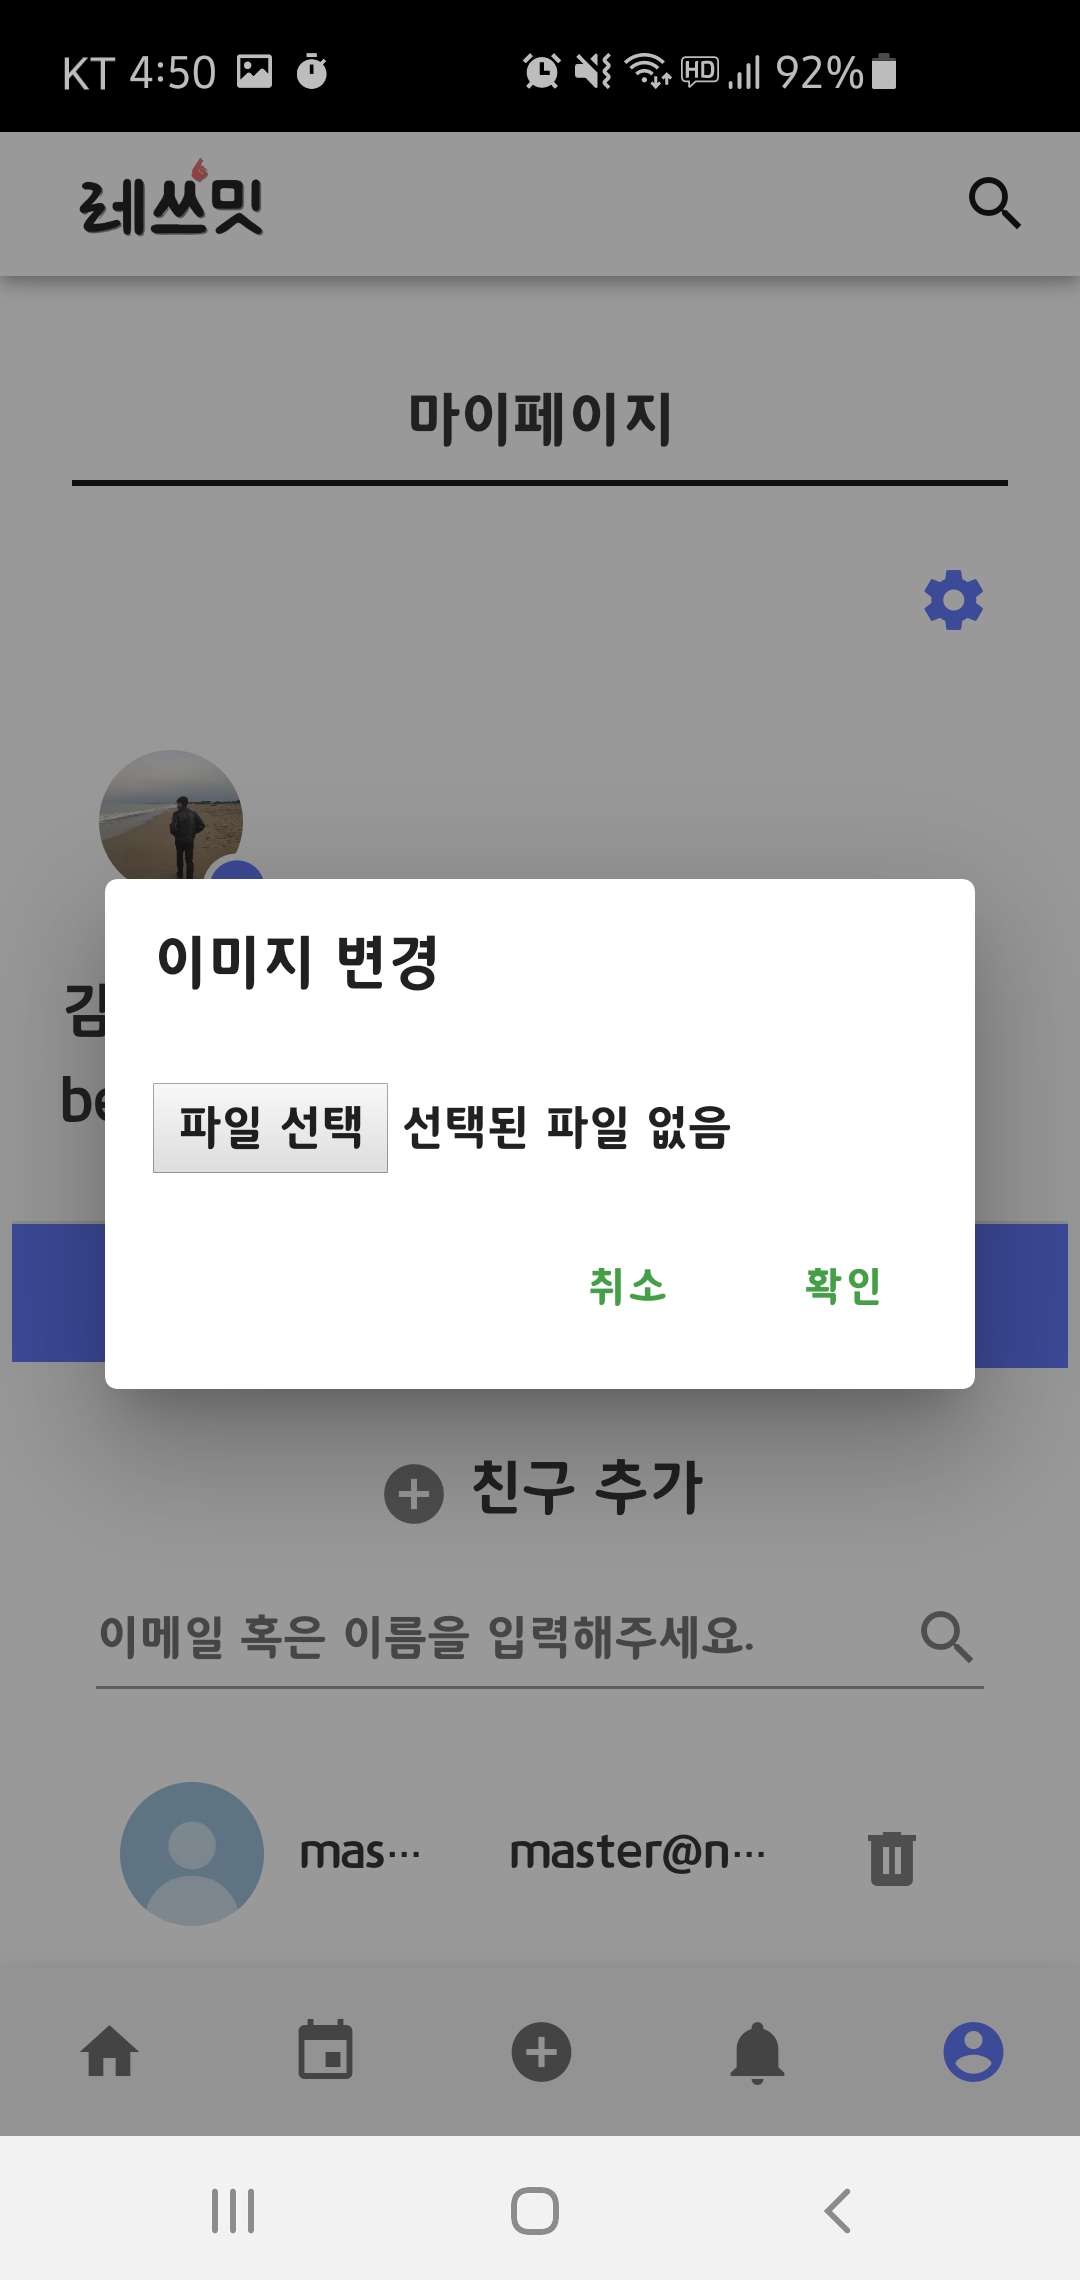 KT 4:50 HD 92%
레쓰밋
마이페이지
김
be
이미지 변경
파일 선택 선택된 파일 없음
취소 확인
친구 추가
이메일 혹은 이름을 입력해주세요.
mas… master@n…